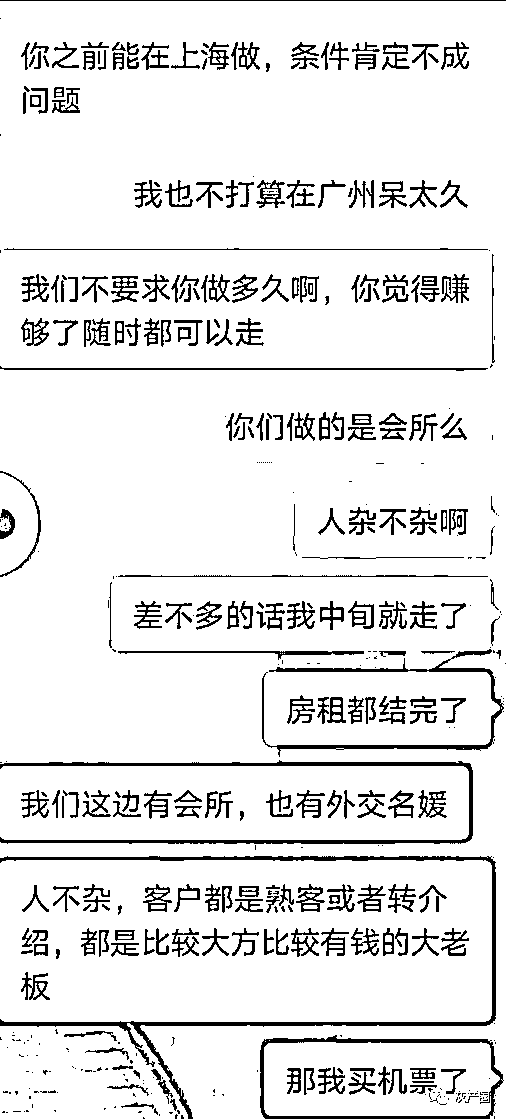 你之前能在上海做，条件肯定不成
问题
我也不打算在广州呆太久
我们不要求你做多久啊，你觉得赚
够了随时都可以走
你们做的是会所么
人杂不杂啊
差不多的话我中旬就走了
房租都结完了
我们这边有会所，也有外交名媛
人不杂，客户都是熟客或者转介
绍，都是比较大方比较有钱的大老
板
那我买机票了
灰产圈